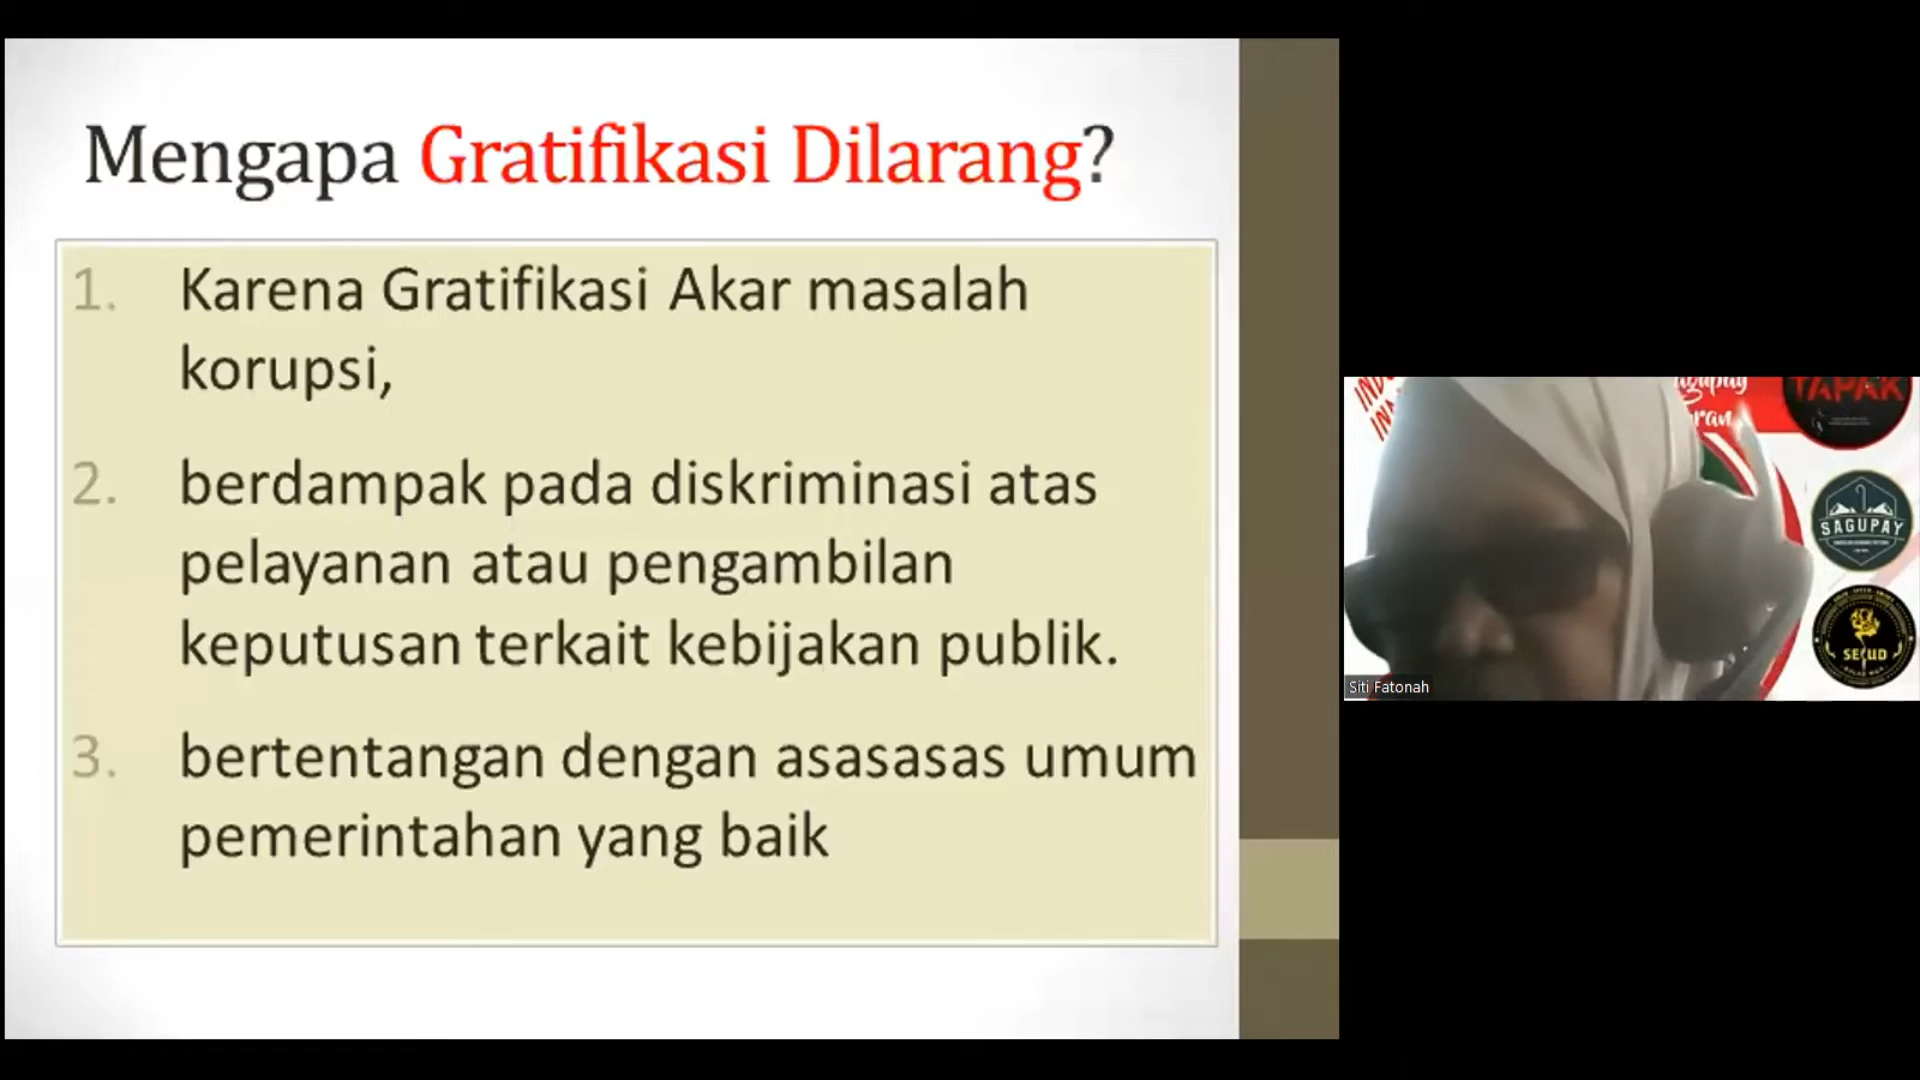 Mengapa Gratifikasi Dilarang?
1. Karena Gratifikasi Akar masalah
korupsi,
2. berdampak pada diskriminasi atas
pelayanan atau pengambilan
keputusan terkait kebijakan publik.
3. bertentangan dengan asasasas umum
pemerintahan yang baik
TAPAK
SAGUPAY
Siti Fatonah